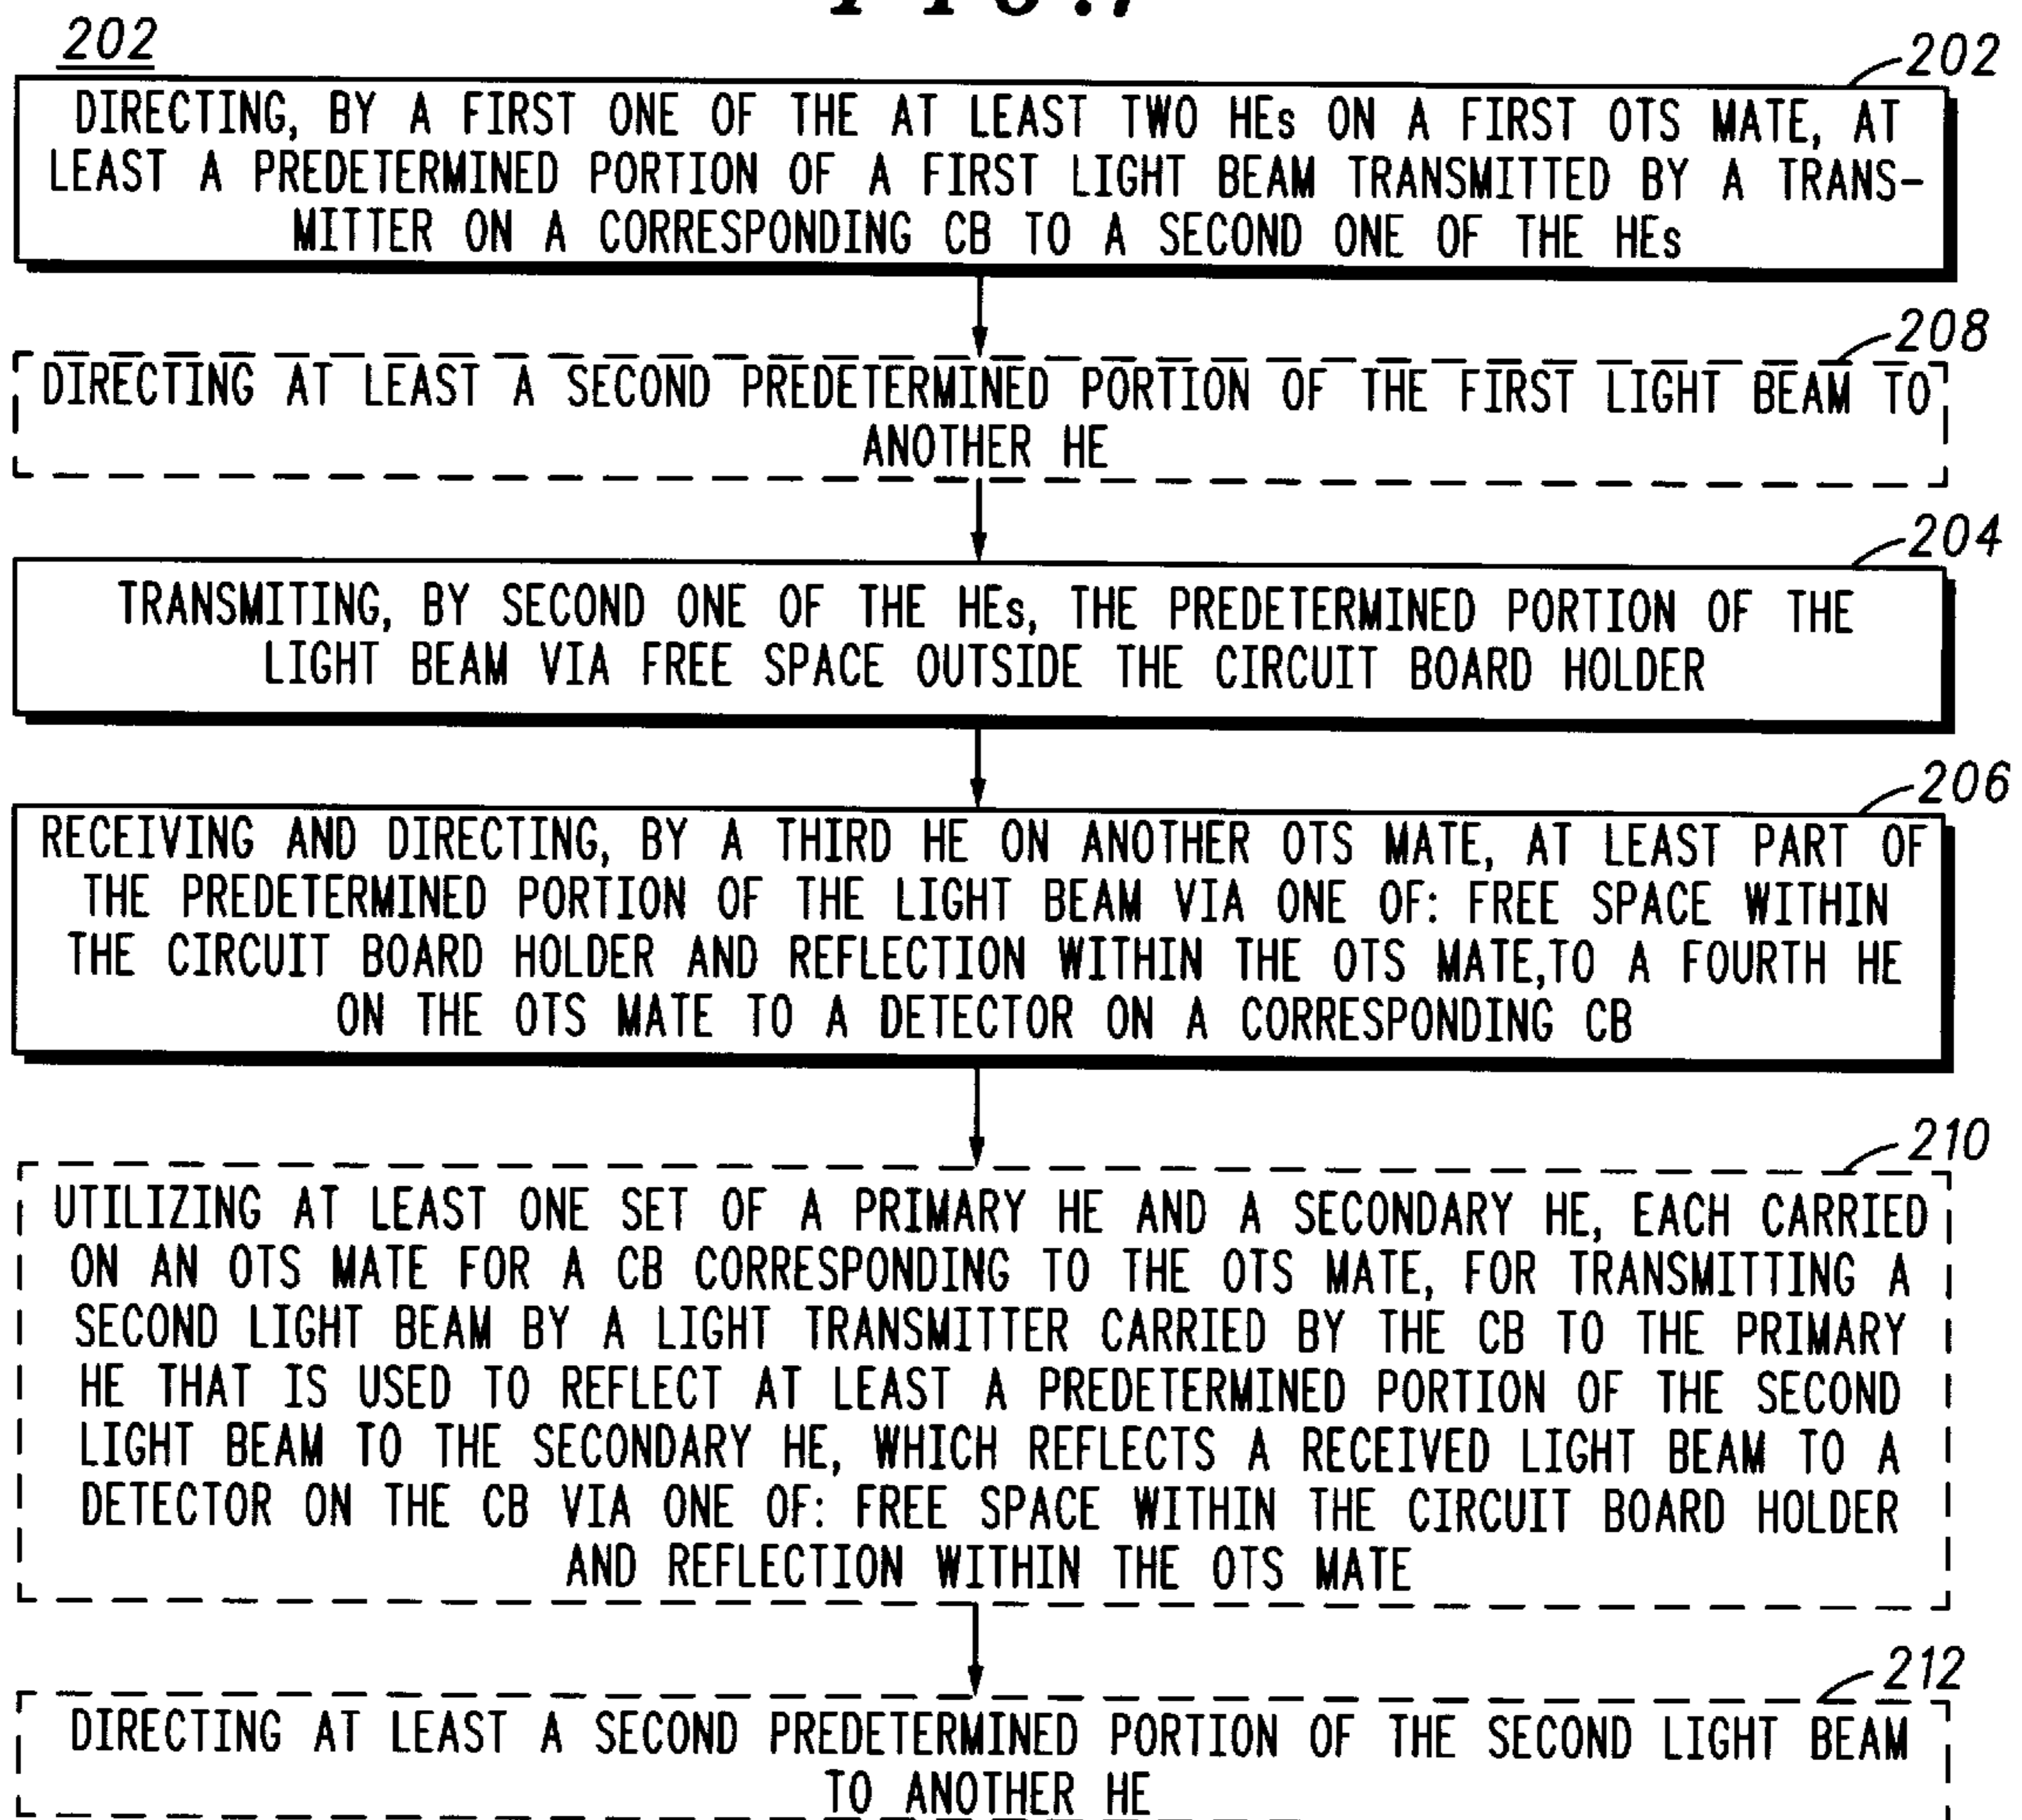 FIG.7
202
202
DIRECTING, BY A FIRST ONE OF THE AT LEAST TWO HEs ON A FIRST OTS MATE, AT
LEAST A PREDETERMINED PORTION OF A FIRST LIGHT BEAM TRANSMITTED BY A TRANS-
MITTER ON A CORRESPONDING CB TO A SECOND ONE OF THE HEs
208
DIRECTING AT LEAST A SECOND PREDETERMINED PORTION OF THE FIRST LIGHT BEAM TO
ANOTHER HE
204
TRANSMITING, BY SECOND ONE OF THE HEs, THE PREDETERMINED PORTION OF THE
LIGHT BEAM VIA FREE SPACE OUTSIDE THE CIRCUIT BOARD HOLDER
206
RECEIVING AND DIRECTING, BY A THIRD HE ON ANOTHER OTS MATE, AT LEAST PART OF
THE PREDETERMINED PORTION OF THE LIGHT BEAM VIA ONE OF: FREE SPACE WITHIN
THE CIRCUIT BOARD HOLDER AND REFLECTION WITHIN THE OTS MATE,TO A FOURTH HE
ON THE OTS MATE TO A DETECTOR ON A CORRESPONDING CB
210
UTILIZING AT LEAST ONE SET OF A PRIMARY HE AND A SECONDARY HE, EACH CARRIED
ON AN OTS MATE FOR A CB CORRESPONDING TO THE OTS MATE, FOR TRANSMITTING A
SECOND LIGHT BEAM BY A LIGHT TRANSMITTER CARRIED BY THE CB TO THE PRIMARY
HE THAT IS USED TO REFLECT AT LEAST A PREDETERMINED PORTION OF THE SECOND
LIGHT BEAM TO THE SECONDARY HE, WHICH REFLECTS A RECEIVED LIGHT BEAM TO A
DETECTOR ON THE CB VIA ONE OF: FREE SPACE WITHIN THE CIRCUIT BOARD HOLDER
AND REFLECTION WITHIN THE OTS MATE
212
DIRECTING AT LEAST A SECOND PREDETERMINED PORTION OF THE SECOND LIGHT BEAM
TO ANOTHER HE